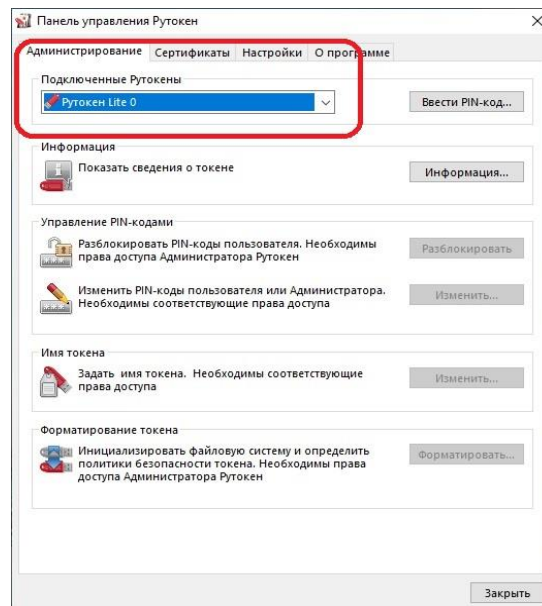 Панель управления Рутокен
Администрирование Сертификаты Настройки О программе
Подключенные Рутокены
Рутокен Lite 0
Ввести PIN-код...
Информация
Показать сведения о токене
Информация...
Управление PIN-кодами
Разблокировать PIN-коды пользователя. Необходимы
права доступа Администратора Рутокен
Разблокировать
Изменить PIN-коды пользователя или Администратора.
Необходимы соответствующие права доступа
Изменить...
Имя токена
Задать имя токена. Необходимы соответствующие
права доступа
Изменить...
Форматирование токена
Инициализировать файловую систему и определить
политики безопасности токена. Необходимы права
доступа Администратора Рутокен
Форматировать...
Закрыть